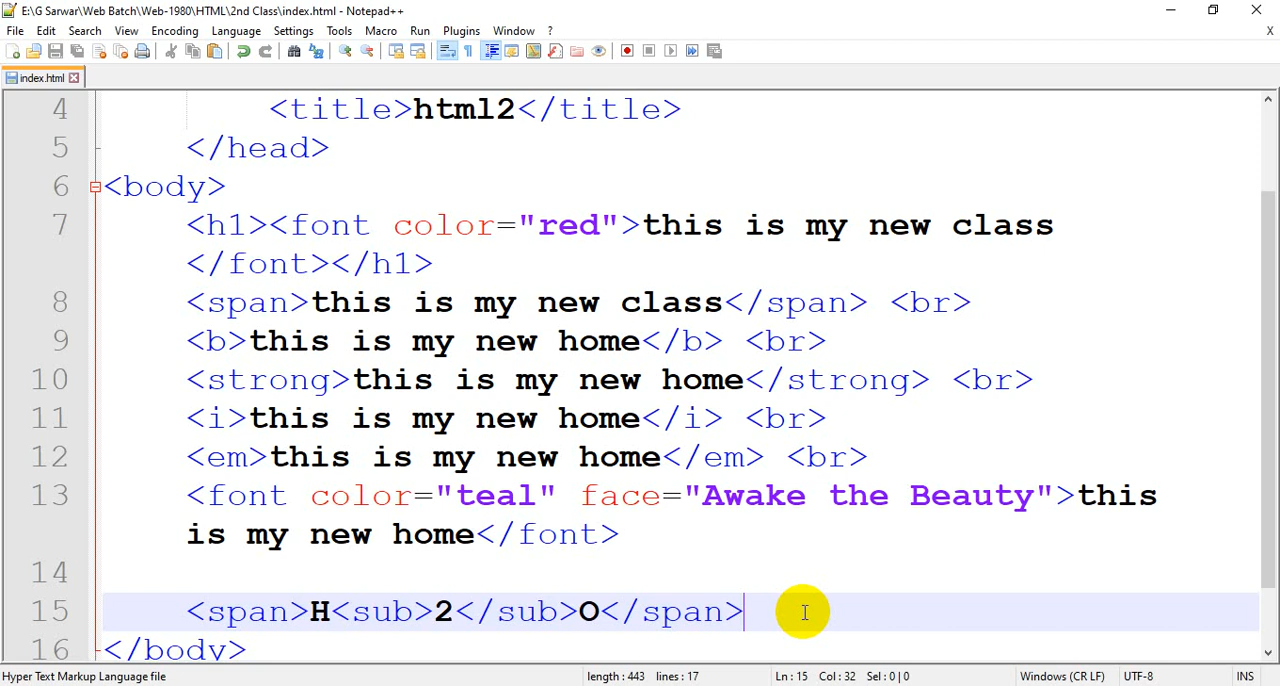 E:\G Sarwar\Web Batch\Web-1980\HTML\2nd Class\index.html - Notepad++
File Edit Search View Encoding Language Settings Tools Macro Run Plugins Window ? X
index.html
4 <title>html2</title>
5 </head>
6 <body>
7 <h1><font color="red">this is my new class
</font></h1>
8 <span>this is my new class</span> <br>
9 <b>this is my new home</b> <br>
10 <strong>this is my new home</strong> <br>
11 <i>this is my new home</i> <br>
12 <em>this is my new home</em> <br>
13 <font color="teal" face="Awake the Beauty">this
is my new home</font>
14
15 <span>H<sub>2</sub>O</span>
16 </body>
Hyper Text Markup Language file length : 443 lines : 17 Ln : 15 Col : 32 Sel : 0 | 0 Windows (CR LF) UTF-8 INS